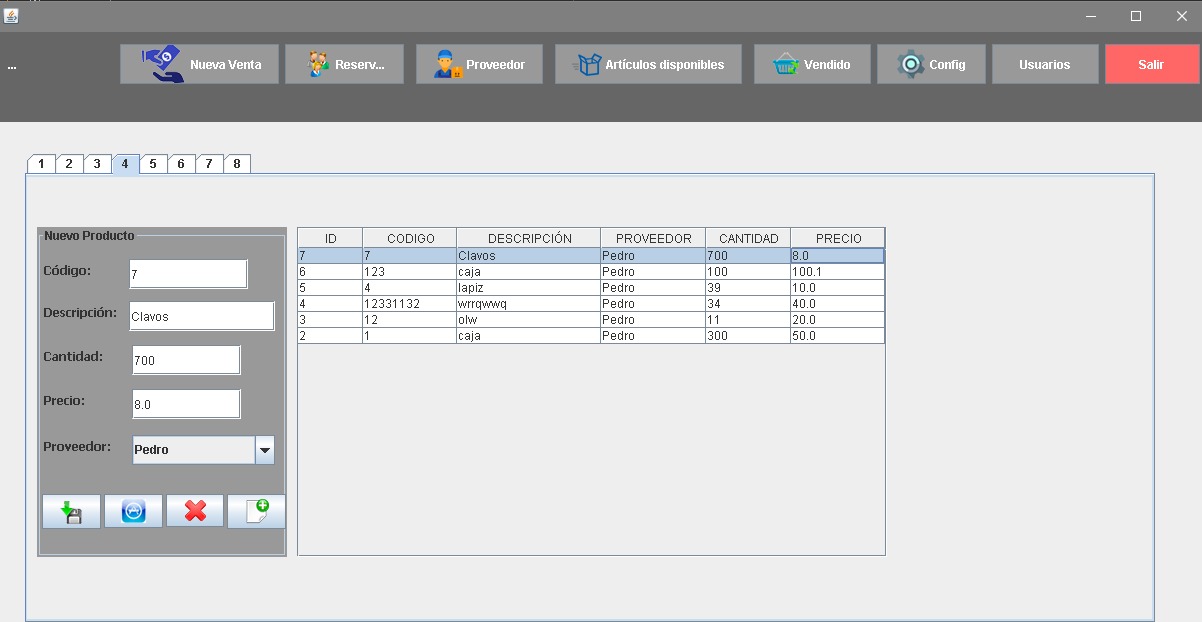 ... Nueva Venta Reserv... Proveedor Artículos disponibles Vendido Config Usuarios Salir
1 2 3 4 5 6 7 8
Nuevo Producto
Código: 7
Descripción: Clavos
Cantidad: 700
Precio: 8.0
Proveedor: Pedro
ID CODIGO DESCRIPCIÓN PROVEEDOR CANTIDAD PRECIO
7 7 Clavos Pedro 700 8.0
6 123 caja Pedro 100 100.1
5 4 lapiz Pedro 39 10.0
4 12331132 wrrqwwq Pedro 34 40.0
3 12 olw Pedro 11 20.0
2 1 caja Pedro 300 50.0